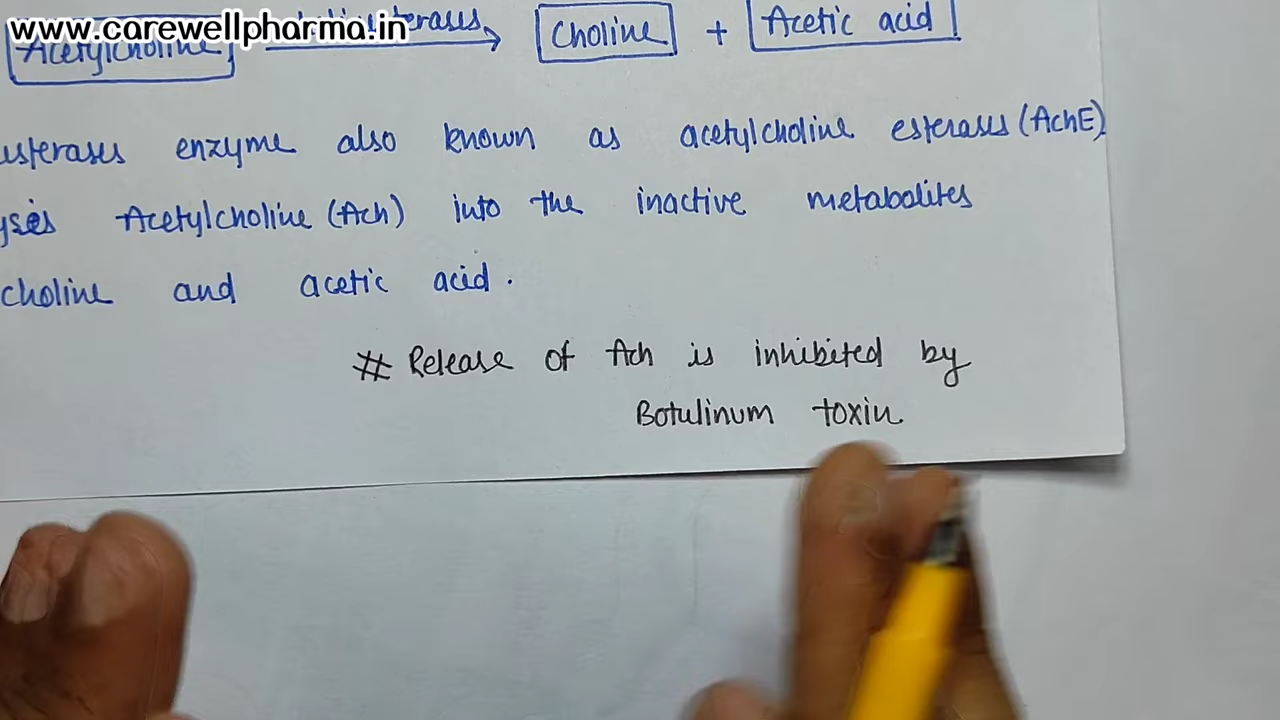 www.carewellpharma.in
Acetylcholine Choline + Acetic acid
enzyme also known as acetylcholine esterases (AchE)
Acetylcholine (Ach) into the inactive metabolites
choline and acetic acid.
# Release of Ach is inhibited by
Botulinum toxin